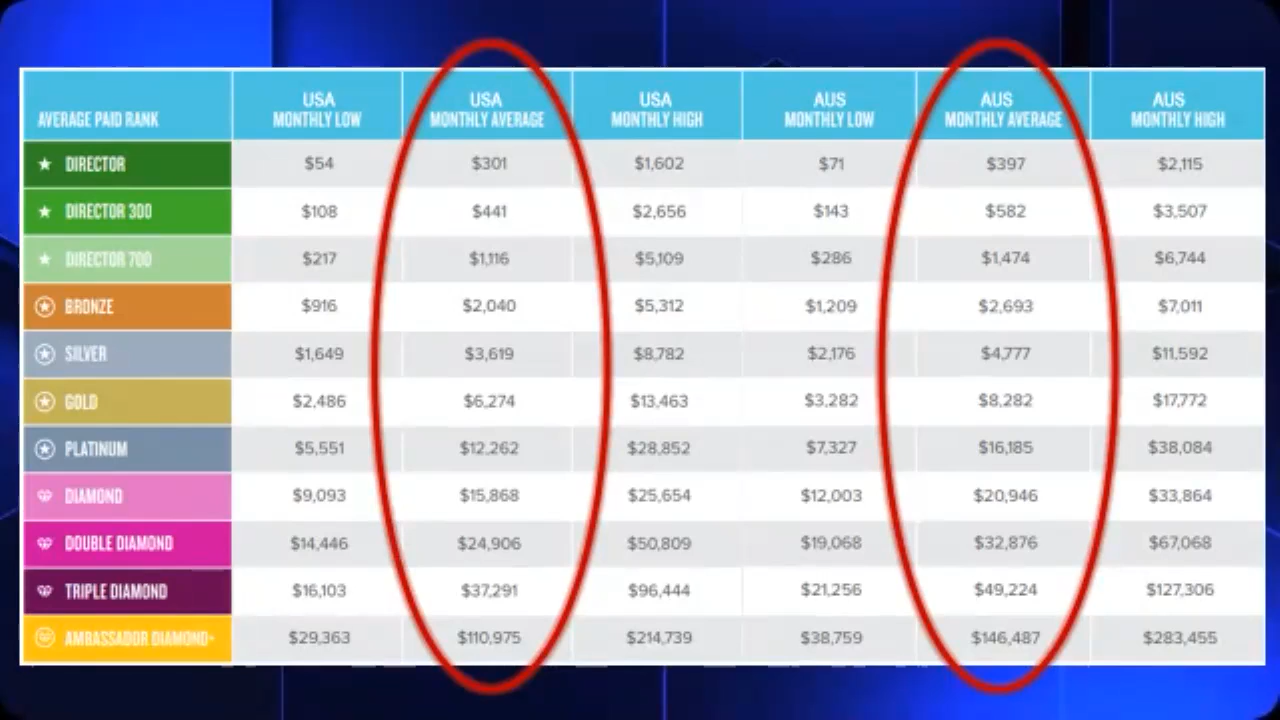 AVERAGE PAID RANK USA MONTHLY LOW USA MONTHLY AVERAGE USA MONTHLY HIGH AUS MONTHLY LOW AUS MONTHLY AVERAGE AUS MONTHLY HIGH
DIRECTOR $54 $301 $1,602 $71 $397 $2,115
DIRECTOR 300 $108 $441 $2,656 $143 $582 $3,507
DIRECTOR 700 $217 $1,116 $5,109 $286 $1,474 $6,744
BRONZE $916 $2,040 $5,312 $1,209 $2,693 $7,011
SILVER $1,649 $3,619 $8,782 $2,176 $4,777 $11,592
GOLD $2,486 $6,274 $13,463 $3,282 $8,282 $17,772
PLATINUM $5,551 $12,262 $28,852 $7,327 $16,185 $38,084
DIAMOND $9,093 $15,868 $25,654 $12,003 $20,946 $33,864
DOUBLE DIAMOND $14,446 $24,906 $50,809 $19,068 $32,876 $67,068
TRIPLE DIAMOND $16,103 $37,291 $96,444 $21,256 $49,224 $127,306
AMBASSADOR DIAMOND+ $29,363 $110,975 $214,739 $38,759 $146,487 $283,455